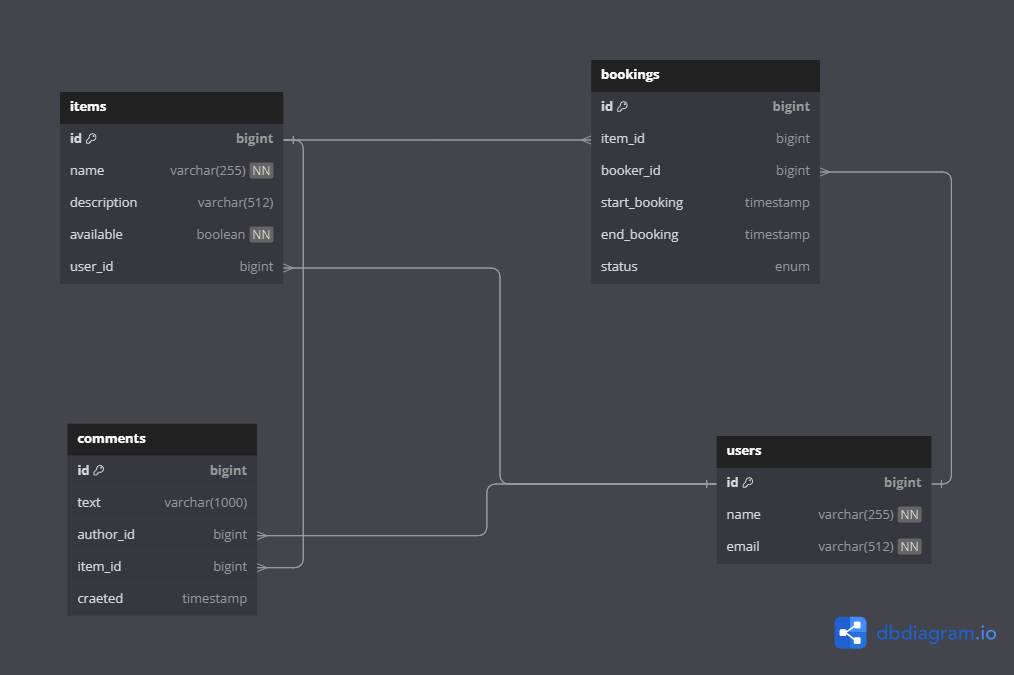 items
id bigint
name varchar(255) NN
description varchar(512)
available boolean NN
user_id bigint
bookings
id bigint
item_id bigint
booker_id bigint
start_booking timestamp
end_booking timestamp
status enum
comments
id bigint
text varchar(1000)
author_id bigint
item_id bigint
craeted timestamp
users
id bigint
name varchar(255) NN
email varchar(512) NN
dbdiagram.io